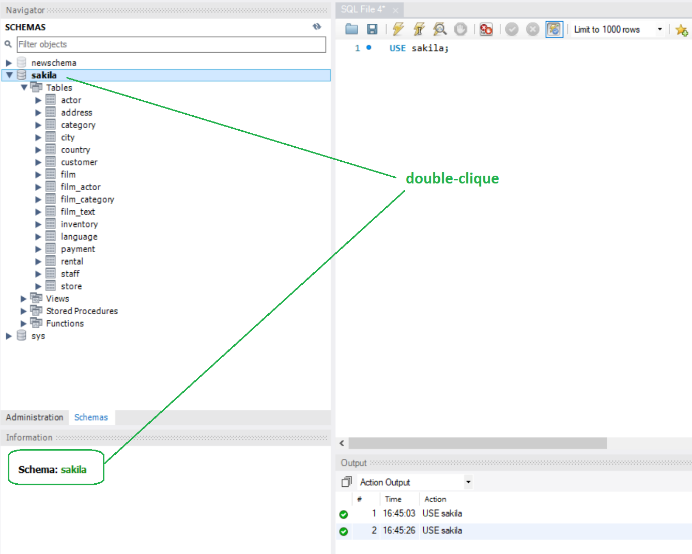 Navigator
SCHEMAS
Filter objects
newschema
sakila
Tables
actor
address
category
city
country
customer
film
film_actor
film_category
film_text
inventory
language
payment
rental
staff
store
Views
Stored Procedures
Functions
sys
Administration Schemas
Information
Schema: sakila
double-clique
SQL File 4*
Limit to 1000 rows
1 USE sakila;
Output
Action Output
# Time Action
1 16:45:03 USE sakila
2 16:45:26 USE sakila